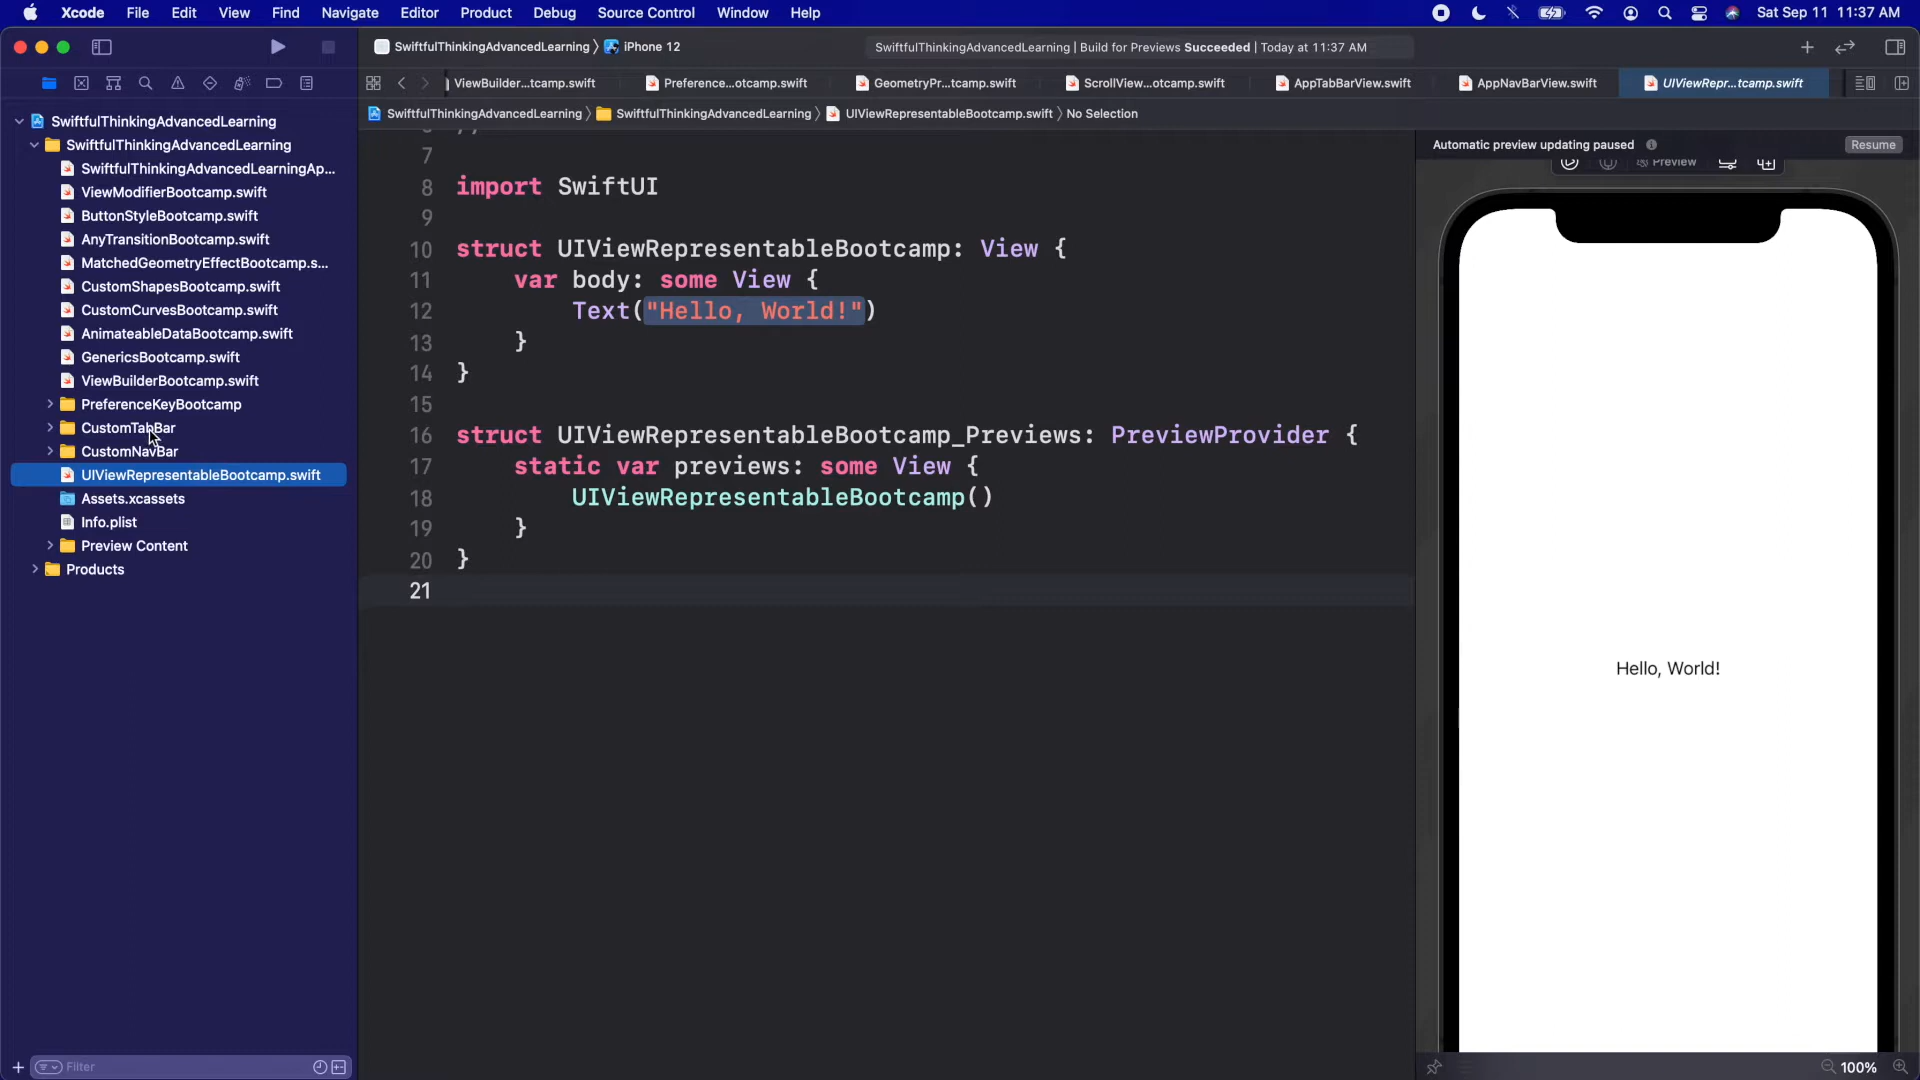 Xcode File Edit View Find Navigate Editor Product Debug Source Control Window Help
Sat Sep 11 11:37 AM
SwiftfulThinkingAdvancedLearning 〉 iPhone 12
SwiftfulThinkingAdvancedLearning | Build for Previews Succeeded | Today at 11:37 AM
ViewBuilder...tcamp.swift
Preference...otcamp.swift
GeometryPr...tcamp.swift
ScrollView...otcamp.swift
AppTabBarView.swift
AppNavBarView.swift
UIViewRepr...tcamp.swift
SwiftfulThinkingAdvancedLearning 〉 SwiftfulThinkingAdvancedLearning 〉 UIViewRepresentableBootcamp.swift 〉 No Selection
SwiftfulThinkingAdvancedLearning
SwiftfulThinkingAdvancedLearning
SwiftfulThinkingAdvancedLearningAp...
ViewModifierBootcamp.swift
ButtonStyleBootcamp.swift
AnyTransitionBootcamp.swift
MatchedGeometryEffectBootcamp.s...
CustomShapesBootcamp.swift
CustomCurvesBootcamp.swift
AnimateableDataBootcamp.swift
GenericsBootcamp.swift
ViewBuilderBootcamp.swift
PreferenceKeyBootcamp
CustomTabBar
CustomNavBar
UIViewRepresentableBootcamp.swift
Assets.xcassets
Info.plist
Preview Content
Products
Filter
7
8 import SwiftUI
9
10 struct UIViewRepresentableBootcamp: View {
11 var body: some View {
12 Text("Hello, World!")
13 }
14 }
15
16 struct UIViewRepresentableBootcamp_Previews: PreviewProvider {
17 static var previews: some View {
18 UIViewRepresentableBootcamp()
19 }
20 }
21
Automatic preview updating paused
Resume
Preview
Hello, World!
100%